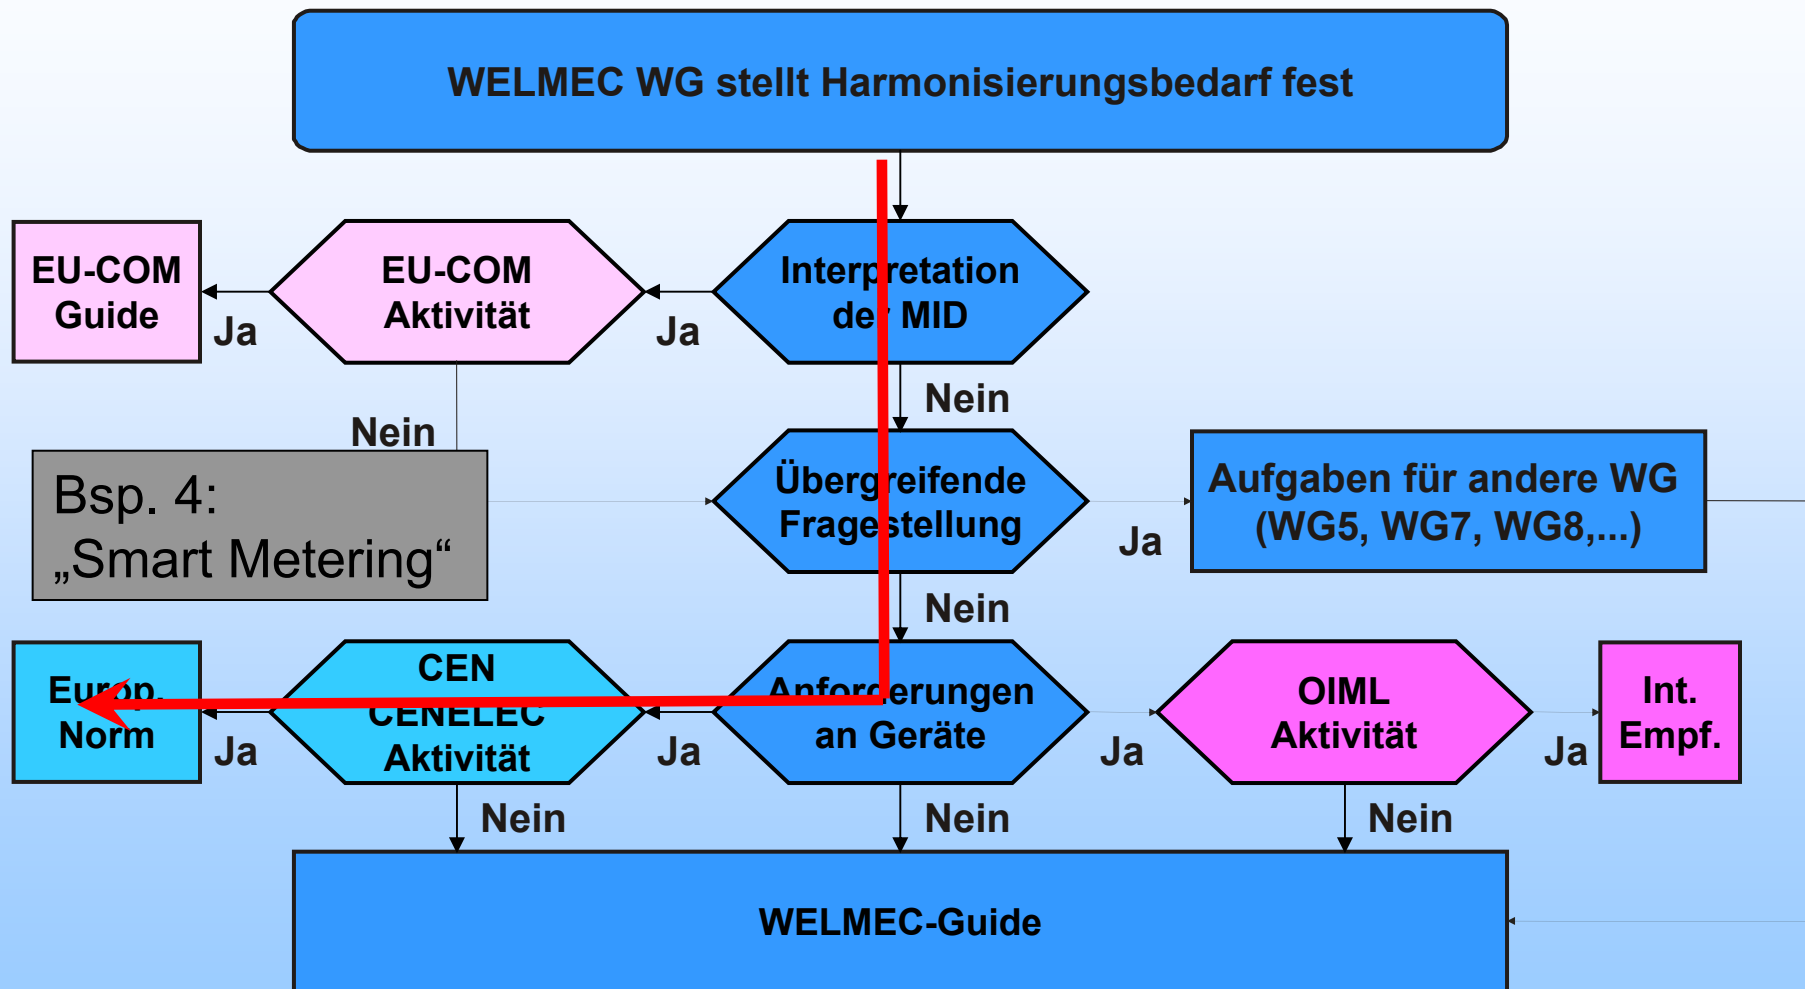 WELMEC WG stellt Harmonisierungsbedarf fest
EU-COM
Guide
Ja
EU-COM
Aktivität
Ja
Interpretation
der MID
Nein
Nein
Bsp. 4:
„Smart Metering“
Übergreifende
Fragestellung
Ja
Aufgaben für andere WG
(WG5, WG7, WG8,...)
Nein
Europ.
Norm
Ja
CEN
CENELEC
Aktivität
Ja
Anforderungen
an Geräte
Ja
OIML
Aktivität
Ja
Int.
Empf.
Nein
Nein
Nein
WELMEC-Guide